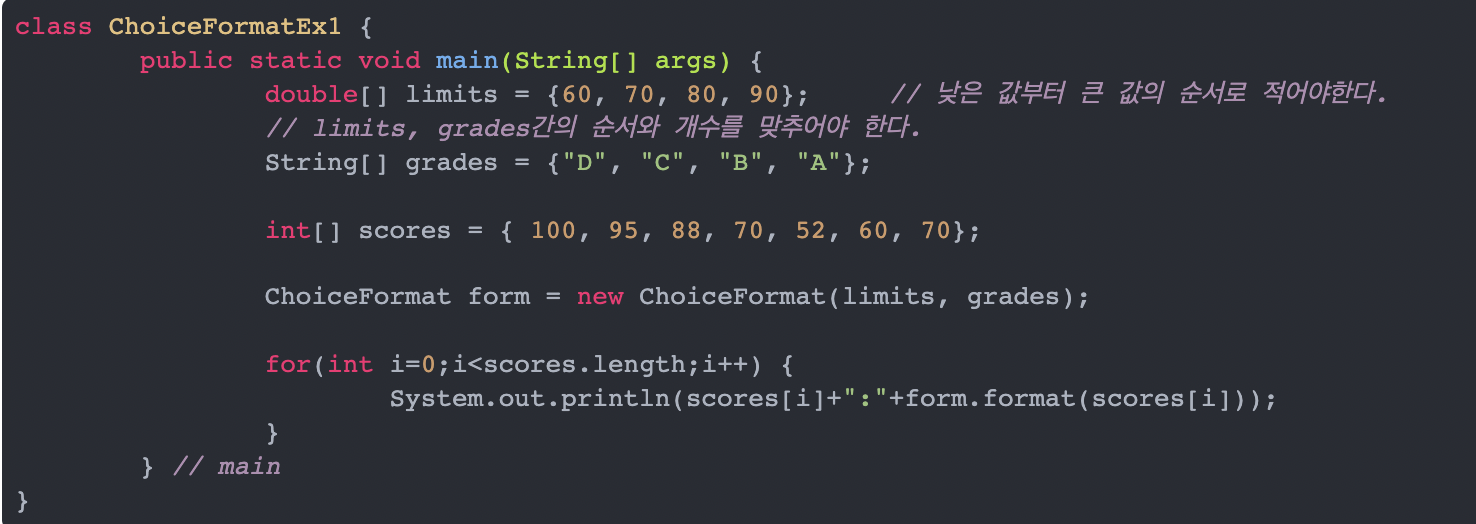 class ChoiceFormatEx1 {
public static void main(String[] args) {
double[] limits = {60, 70, 80, 90}; // 낮은 값부터 큰 값의 순서로 적어야한다.
// limits, grades간의 순서와 개수를 맞추어야 한다.
String[] grades = {"D", "C", "B", "A"};
int[] scores = { 100, 95, 88, 70, 52, 60, 70};
ChoiceFormat form = new ChoiceFormat(limits, grades);
for(int i=0;i<scores.length;i++) {
System.out.println(scores[i]+":"+form.format(scores[i]));
}
} // main
}